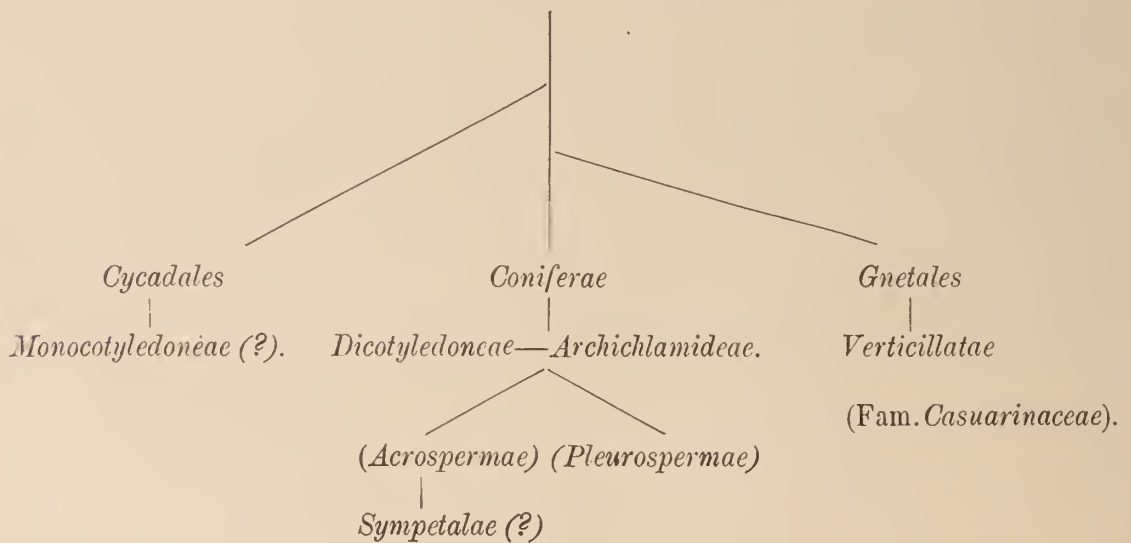 Cycadales Coniferae Gnetales
Monocotyledoneae (?). Dicotyledoneae—Archichlamideae. Verticillatae
(Fam. Casuarinaceae).
(Acrospermae) (Pleurospermae)
Sympetalae (?)